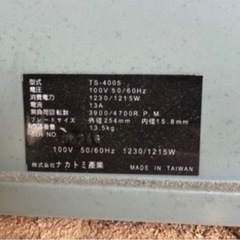 型式 TS-4005
電圧 100V 50/60Hz
消費電力 1230/1215W
電流 13A
無負荷回転数 3900/4700R.P.M.
ブレードサイズ 外径254mm 内径15.8mm
13.5kg
100V 50/60Hz 1230/1215W
株式会社ナカトミ産業 MADE IN TAIWAN